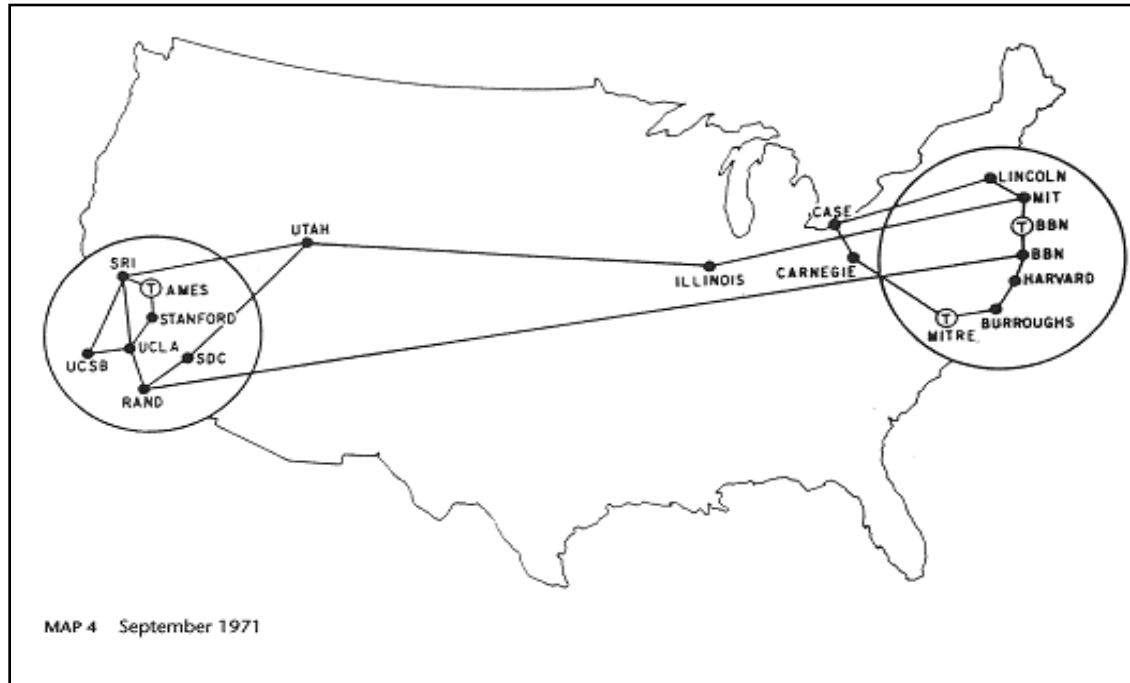 LINCOLN
MIT
CASE
T BBN
UTAH
BBN
SRI
ILLINOIS
CARNEGIE
T AMES
HARVARD
STANFORD
T
BURROUGHS
MITRE
UCLA
SDC
UCSB
RAND
MAP 4 September 1971